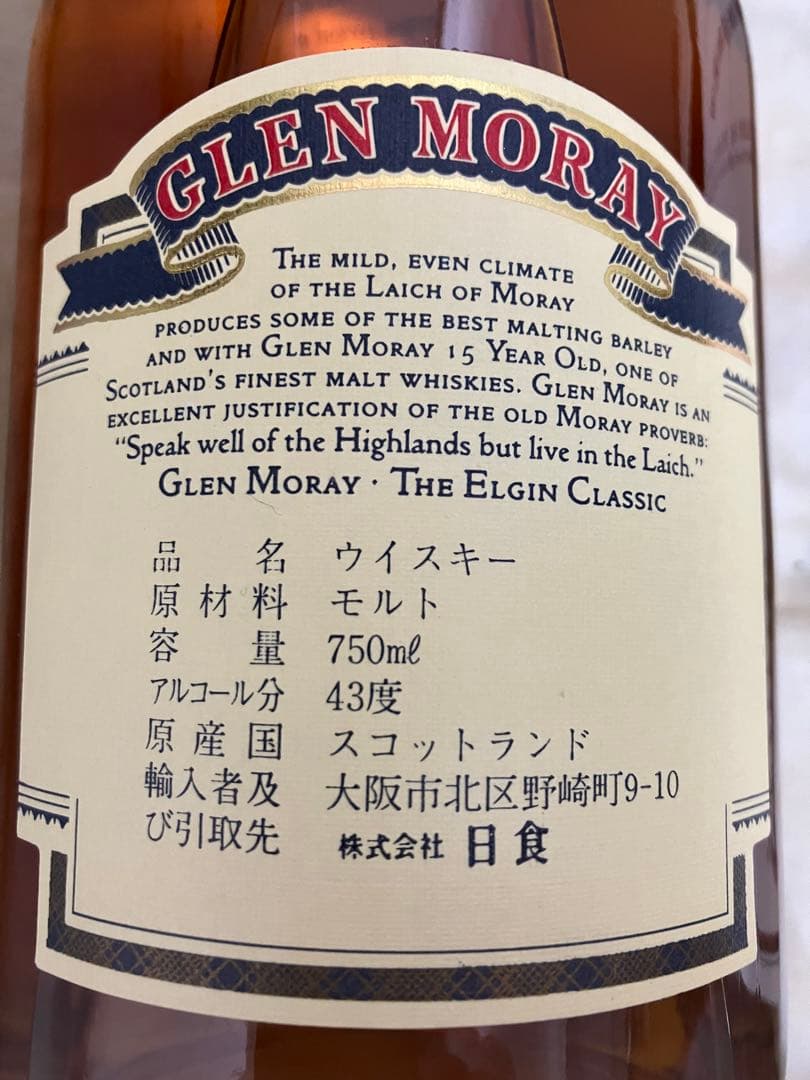 GLEN MORAY
THE MILD, EVEN CLIMATE
OF THE LAICH OF MORAY
PRODUCES SOME OF THE BEST MALTING BARLEY
AND WITH GLEN MORAY 15 YEAR OLD, ONE OF
SCOTLAND'S FINEST MALT WHISKIES. GLEN MORAY IS AN
EXCELLENT JUSTIFICATION OF THE OLD MORAY PROVERB:
"Speak well of the Highlands but live in the Laich."
GLEN MORAY · THE ELGIN CLASSIC
品名 ウイスキー
原材料 モルト
容量 750mℓ
アルコール分 43度
原産国 スコットランド
輸入者及 大阪市北区野崎町9-10
び引取先 株式会社 日食